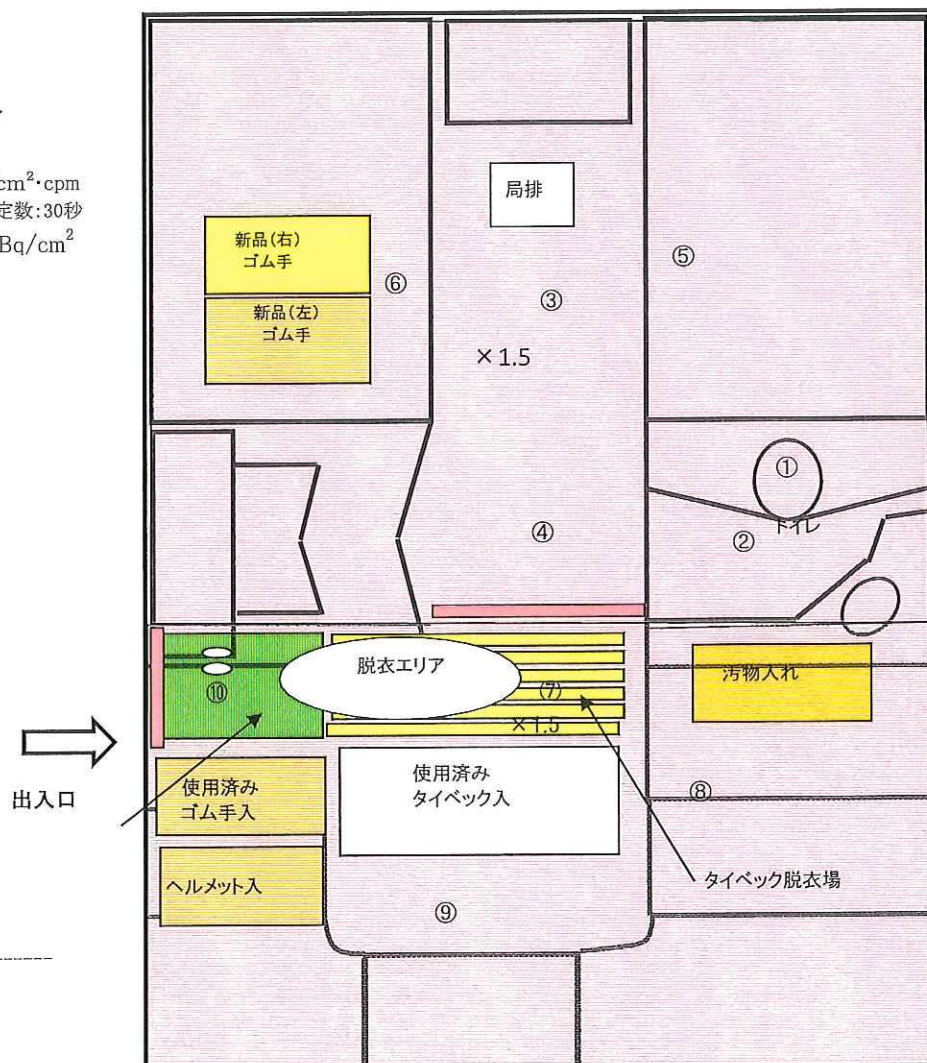 cm²・cpm
定数:30秒
Bq/cm²
局排
新品(右)
ゴム手
⑥
⑤
③
新品(左)
ゴム手
×1.5
①
④
②
トイレ
脱衣エリア
⑩
⑦
汚物入れ
×1.5
出入口
使用済み
ゴム手入
使用済み
タイベック入
⑧
ヘルメット入
タイベック脱衣場
⑨